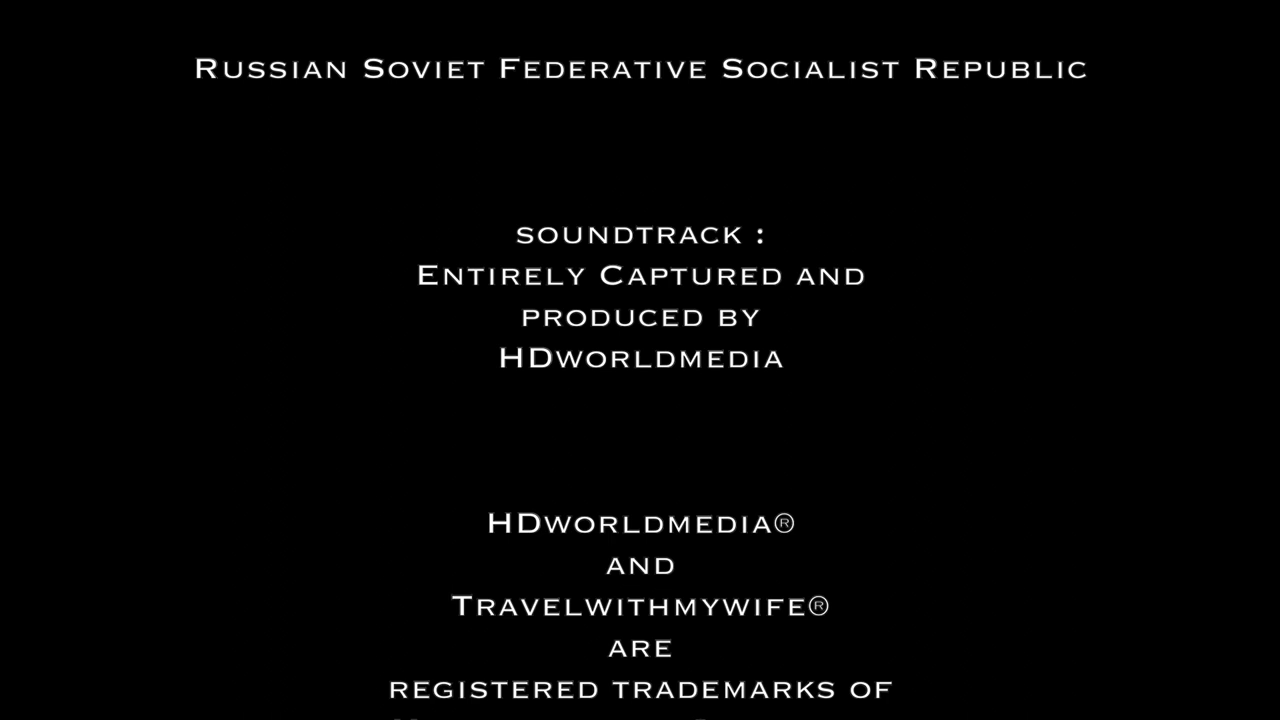 Russian Soviet Federative Socialist Republic
soundtrack :
Entirely Captured and
produced by
HDworldmedia
HDworldmedia®
and
Travelwithmywife®
are
registered trademarks of